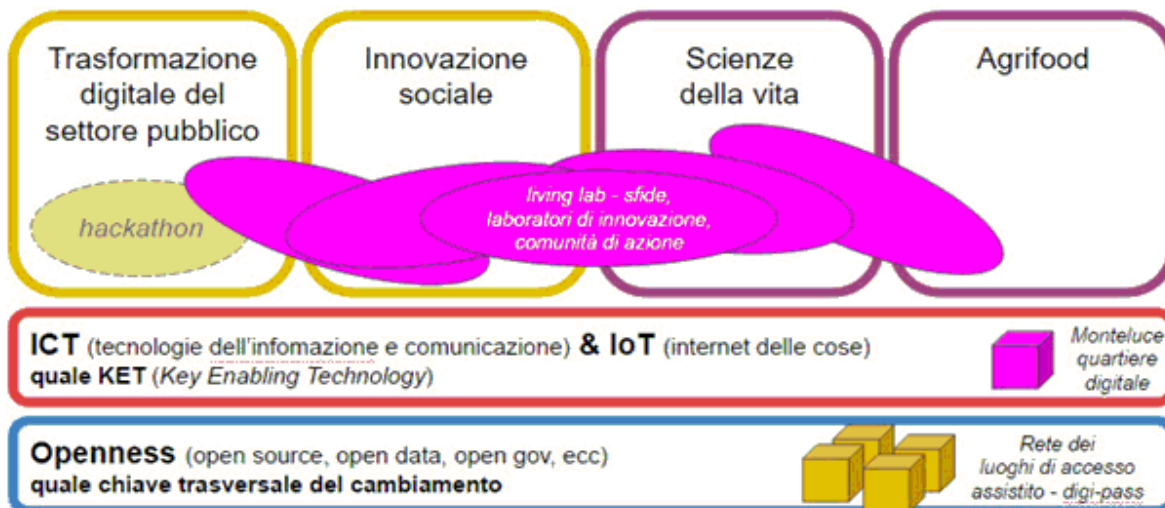 Trasformazione
digitale del
settore pubblico
Innovazione
sociale
Scienze
della vita
Agrifood
hackathon
living lab - sfide,
laboratori di innovazione,
comunità di azione
ICT (tecnologie dell'infomazione e comunicazione) & IoT (internet delle cose)
quale KET (Key Enabling Technology)
Monteluce
quartiere
digitale
Openness (open source, open data, open gov, ecc)
quale chiave trasversale del cambiamento
Rete dei
luoghi di accesso
assistito - digi-pass